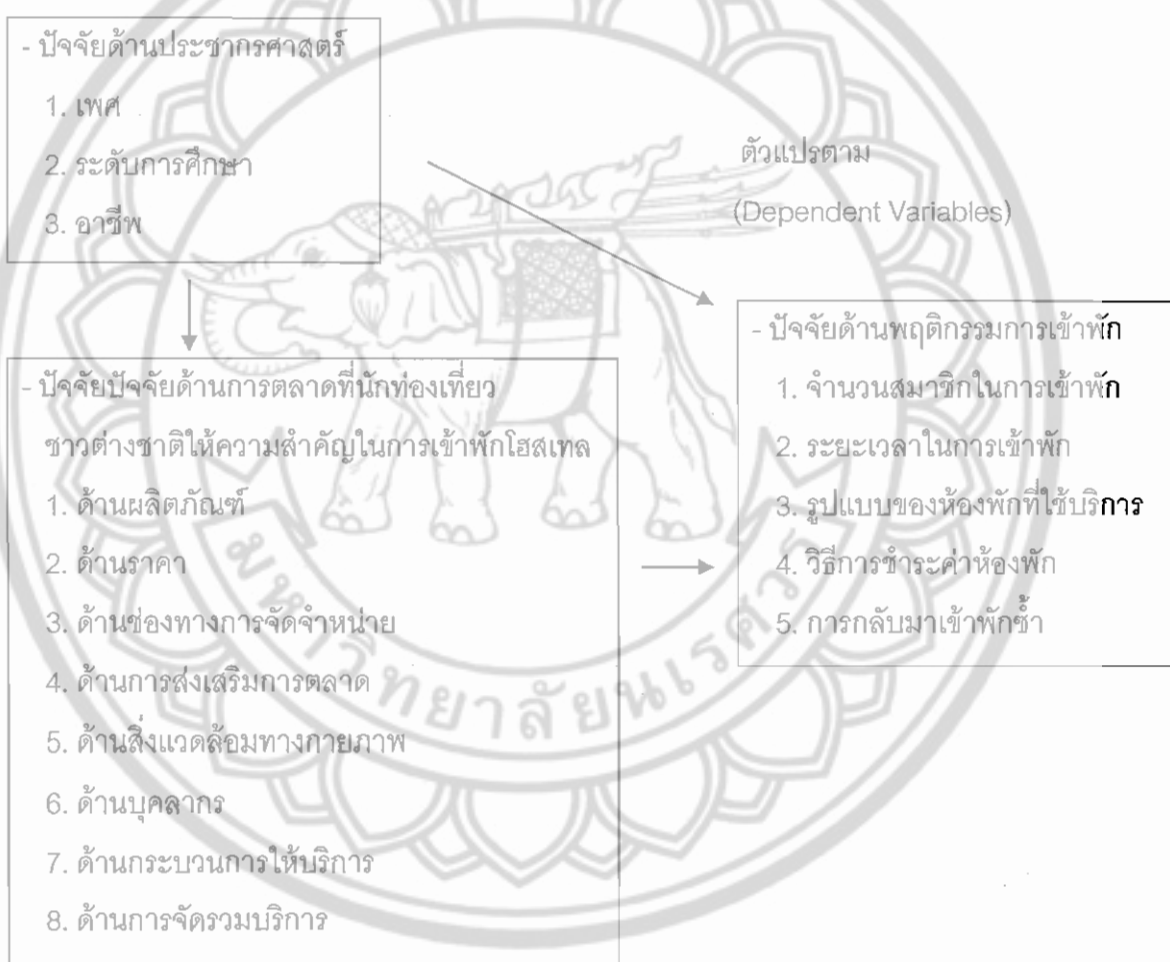 - ปัจจัยด้านประชากรศาสตร์
1. เพศ
2. ระดับการศึกษา
3. อาชีพ
ตัวแปรตาม
(Dependent Variables)
- ปัจจัยปัจจัยด้านการตลาดที่นักท่องเที่ยว
ชาวต่างชาติให้ความสำคัญในการเข้าพักโฮสเทล
1. ด้านผลิตภัณฑ์
2. ด้านราคา
3. ด้านช่องทางการจัดจำหน่าย
4. ด้านการส่งเสริมการตลาด
5. ด้านสิ่งแวดล้อมทางกายภาพ
6. ด้านบุคลากร
7. ด้านกระบวนการให้บริการ
8. ด้านการจัดรวมบริการ
- ปัจจัยด้านพฤติกรรมการเข้าพัก
1. จำนวนสมาชิกในการเข้าพัก
2. ระยะเวลาในการเข้าพัก
3. รูปแบบของห้องพักที่ใช้บริการ
4. วิธีการชำระค่าห้องพัก
5. การกลับมาเข้าพักซ้ำ
มหาวิทยาลัยนเรศวร